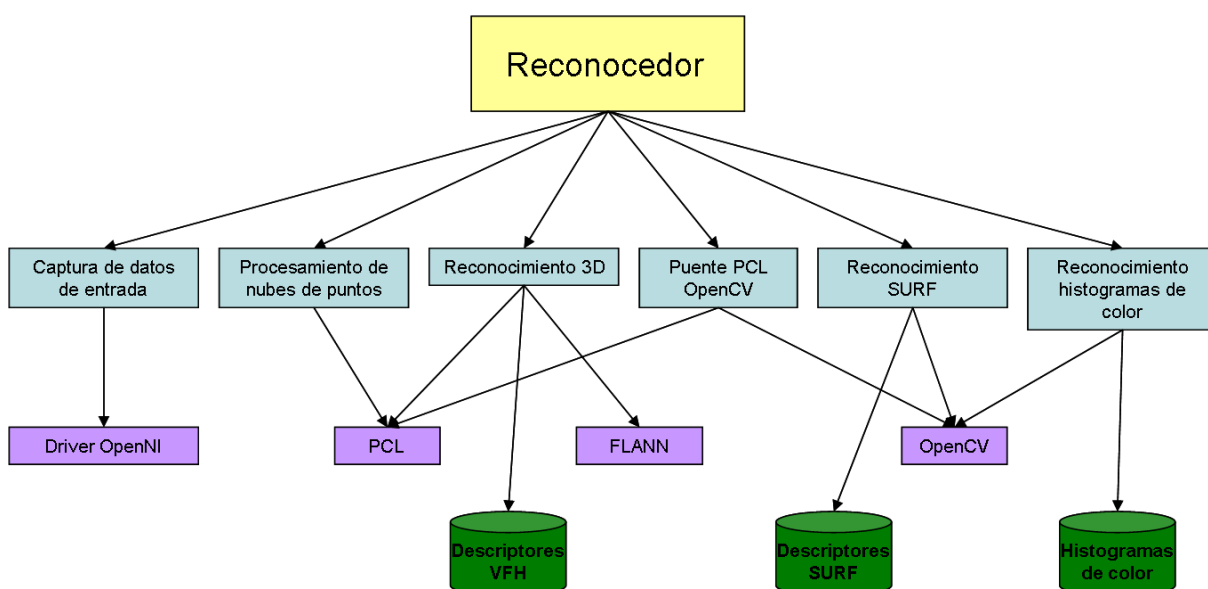 Reconocedor
Captura de datos
de entrada
Procesamiento de
nubes de puntos
Reconocimiento 3D
Puente PCL
OpenCV
Reconocimiento
SURF
Reconocimiento
histogramas de
color
Driver OpenNI
PCL
FLANN
OpenCV
Descriptores
VFH
Descriptores
SURF
Histogramas
de color